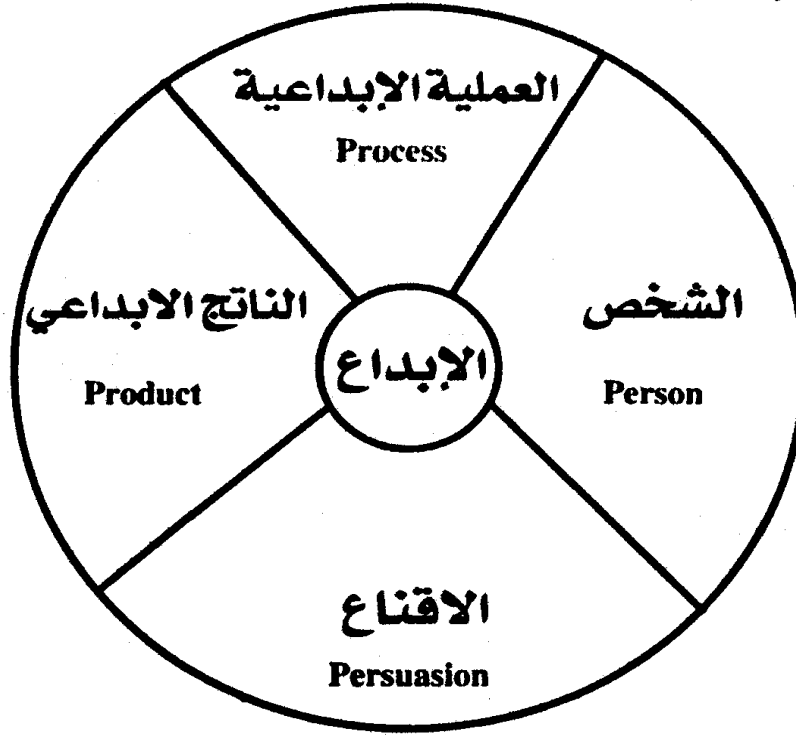 العملية الإبداعية
Process
الشخص
Person
الناتج الابداعي
Product
الإبداع
الاقناع
Persuasion